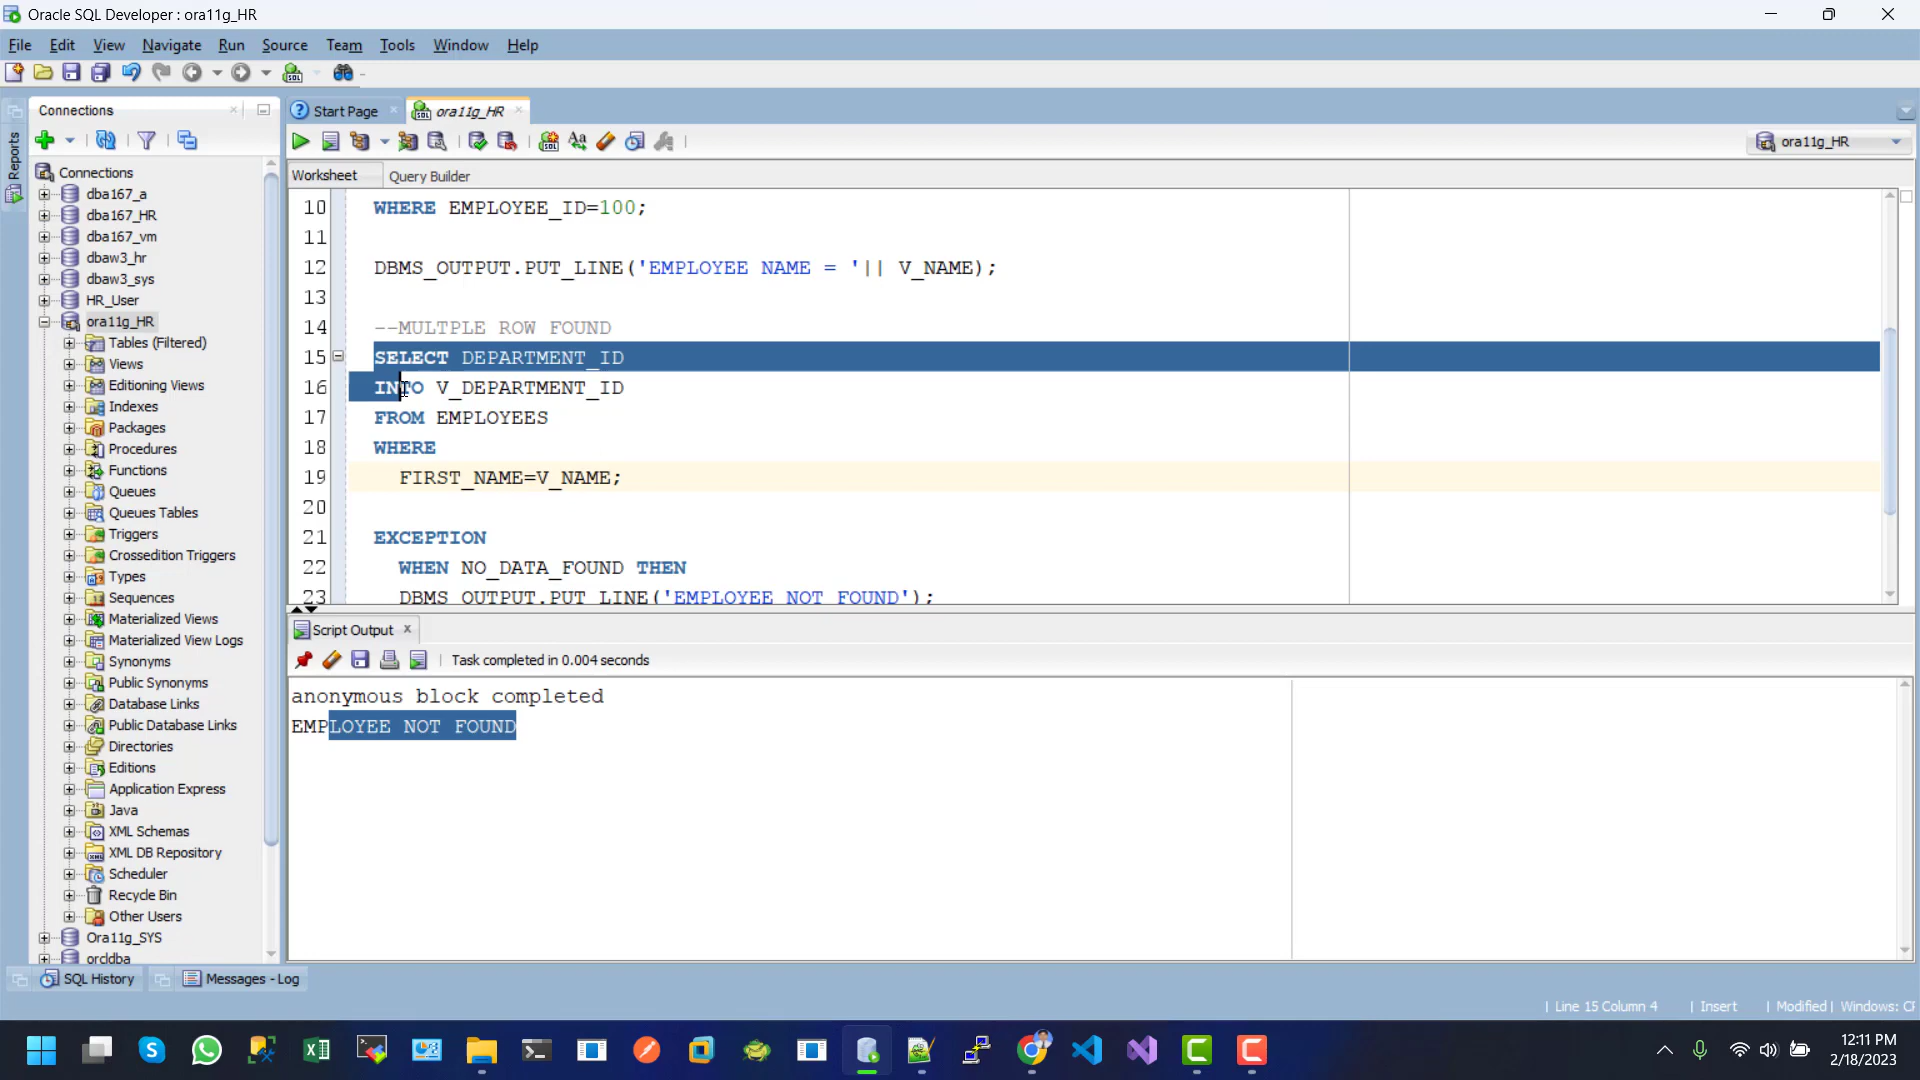 Oracle SQL Developer : ora11g_HR
File Edit View Navigate Run Source Team Tools Window Help
Connections
Start Page
ora11g_HR
ora11g_HR
Reports
Worksheet Query Builder
Connections
dba167_a
dba167_HR
dba167_vm
dbaw3_hr
dbaw3_sys
HR_User
ora11g_HR
Tables (Filtered)
Views
Editioning Views
Indexes
Packages
Procedures
Functions
Queues
Queues Tables
Triggers
Crossedition Triggers
Types
Sequences
Materialized Views
Materialized View Logs
Synonyms
Public Synonyms
Database Links
Public Database Links
Directories
Editions
Application Express
Java
XML Schemas
XML DB Repository
Scheduler
Recycle Bin
Other Users
Ora11g_SYS
orcldba
10 WHERE EMPLOYEE_ID=100;
11
12 DBMS_OUTPUT.PUT_LINE('EMPLOYEE NAME = '|| V_NAME);
13
14 --MULTPLE ROW FOUND
15 SELECT DEPARTMENT_ID
16 INTO V_DEPARTMENT_ID
17 FROM EMPLOYEES
18 WHERE
19 FIRST_NAME=V_NAME;
20
21 EXCEPTION
22 WHEN NO_DATA_FOUND THEN
23 DBMS_OUTPUT.PUT_LINE('EMPLOYEE NOT FOUND');
Script Output
Task completed in 0.004 seconds
anonymous block completed
EMPLOYEE NOT FOUND
SQL History
Messages - Log
Line 15 Column 4 | Insert | Modified | Windows: CR
12:11 PM
2/18/2023